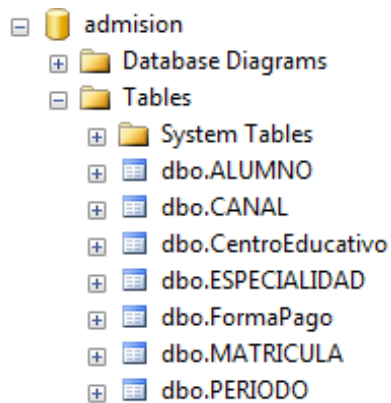 admision
Database Diagrams
Tables
System Tables
dbo.ALUMNO
dbo.CANAL
dbo.CentroEducativo
dbo.ESPECIALIDAD
dbo.FormaPago
dbo.MATRICULA
dbo.PERIODO